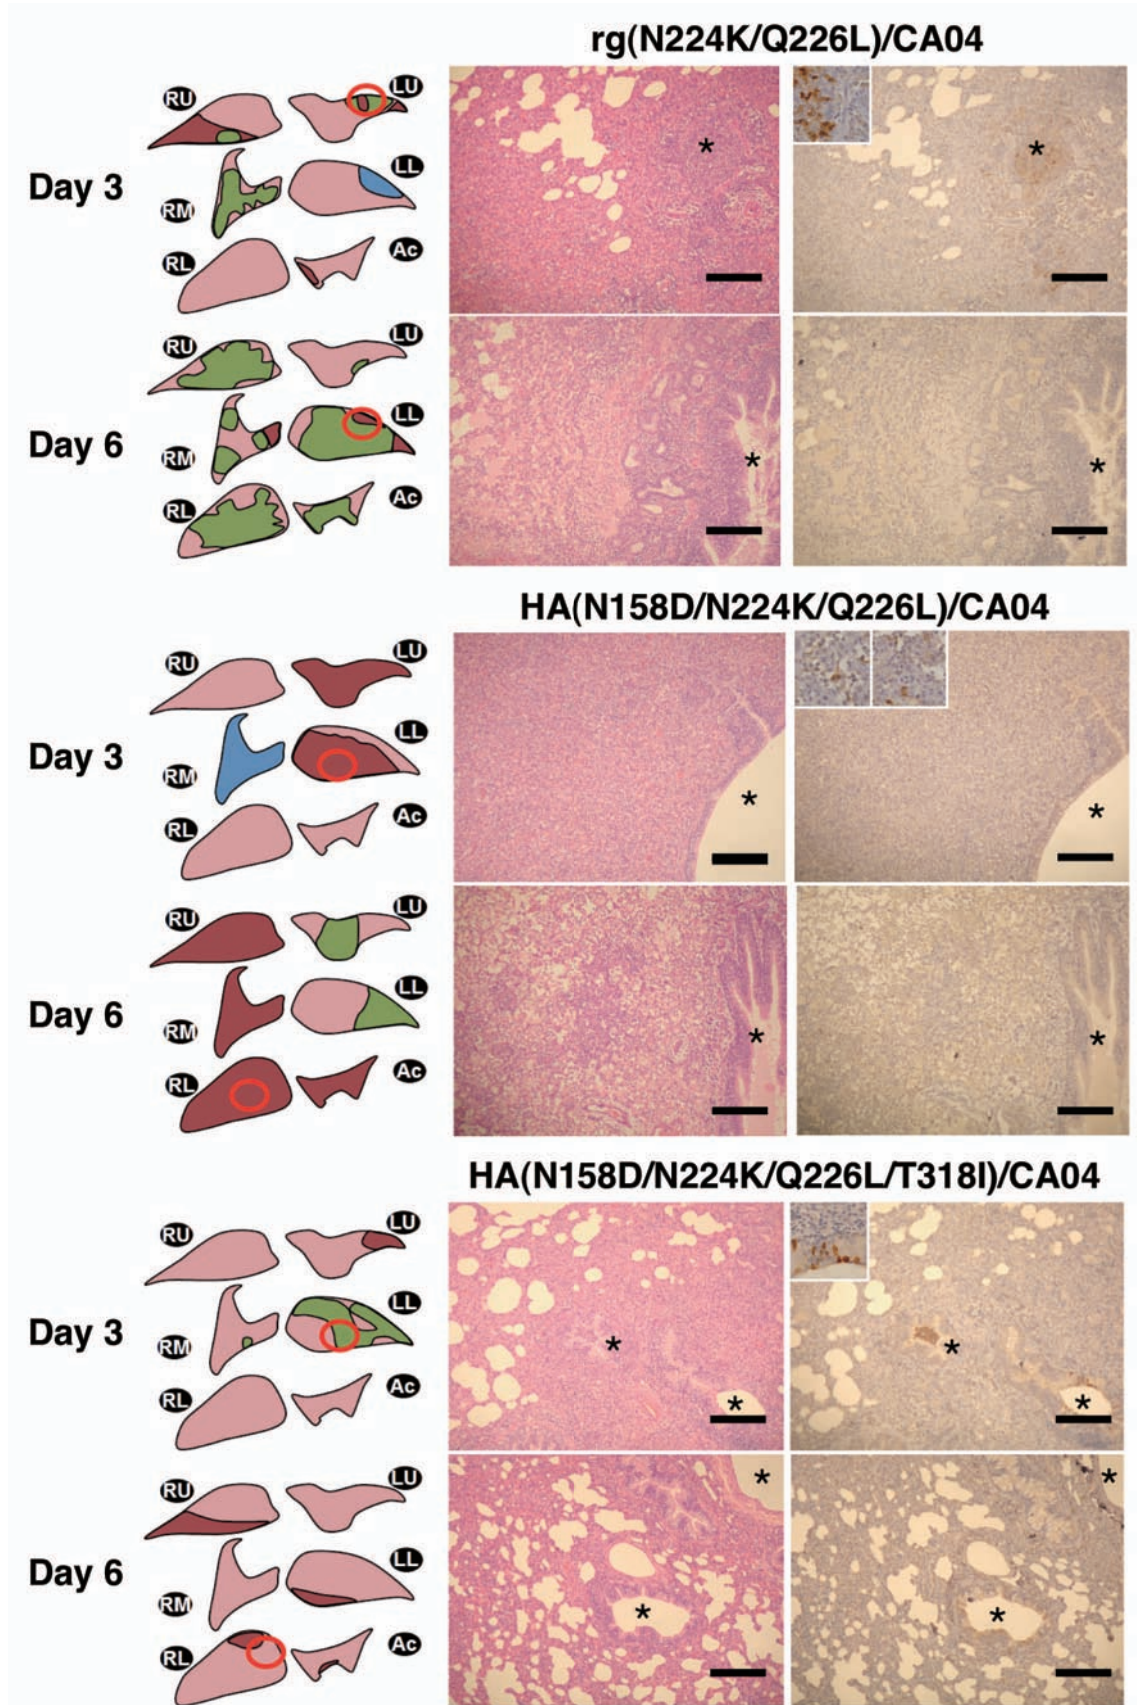 rg(N224K/Q226L)/CA04
Day 3
RU
LU
RM
LL
RL
Ac
*
*
Day 6
RU
LU
RM
LL
RL
Ac
*
*
HA(N158D/N224K/Q226L)/CA04
Day 3
RU
LU
RM
LL
RL
Ac
*
*
Day 6
RU
LU
RM
LL
RL
Ac
*
*
HA(N158D/N224K/Q226L/T318I)/CA04
Day 3
RU
LU
RM
LL
RL
Ac
*
*
*
*
Day 6
RU
LU
RM
LL
RL
Ac
*
*
*
*